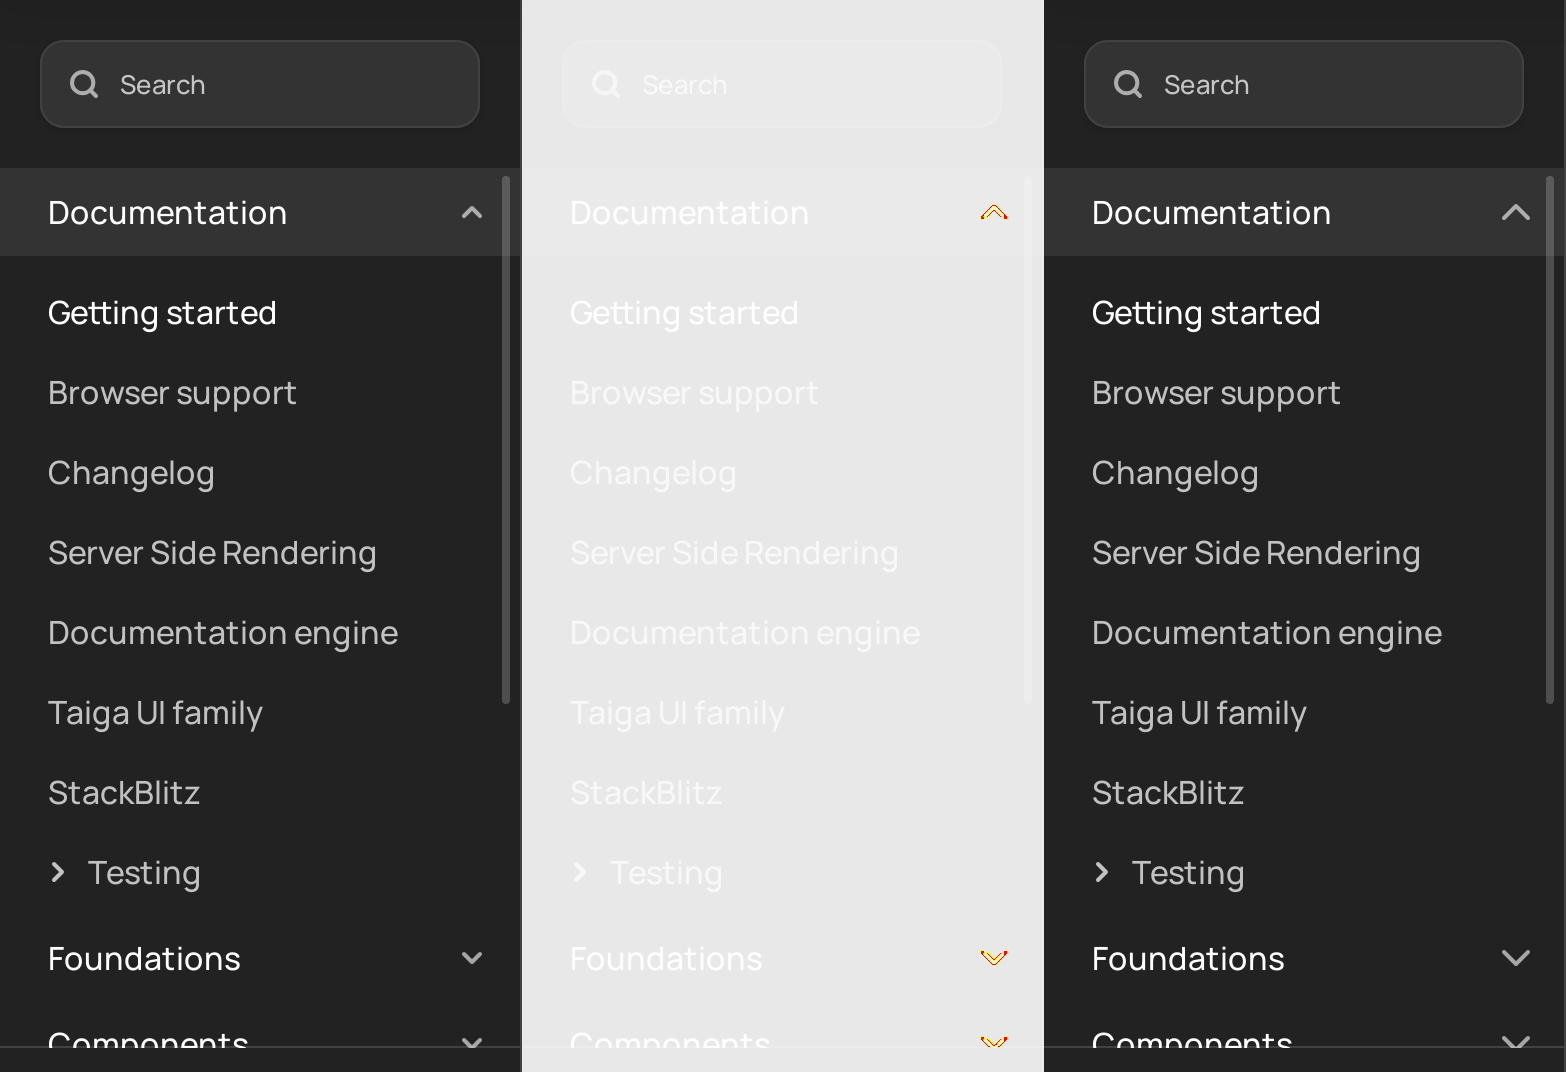 Search
Documentation
Getting started
Browser support
Changelog
Server Side Rendering
Documentation engine
Taiga UI family
StackBlitz
Testing
Foundations
Components
Search
Documentation
Getting started
Browser support
Changelog
Server Side Rendering
Documentation engine
Taiga UI family
StackBlitz
Testing
Foundations
Components
Search
Documentation
Getting started
Browser support
Changelog
Server Side Rendering
Documentation engine
Taiga UI family
StackBlitz
Testing
Foundations
Components